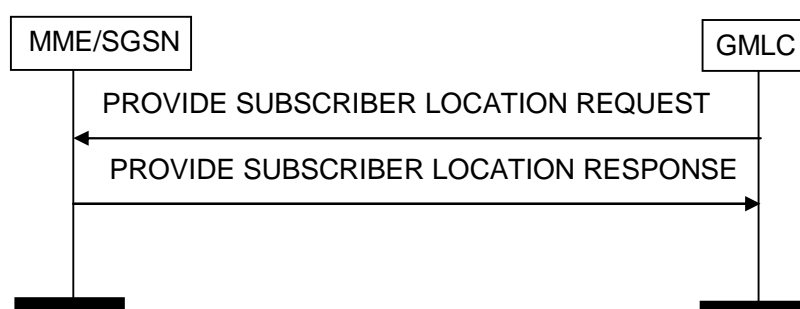 MME/SGSN
GMLC
PROVIDE SUBSCRIBER LOCATION REQUEST
PROVIDE SUBSCRIBER LOCATION RESPONSE